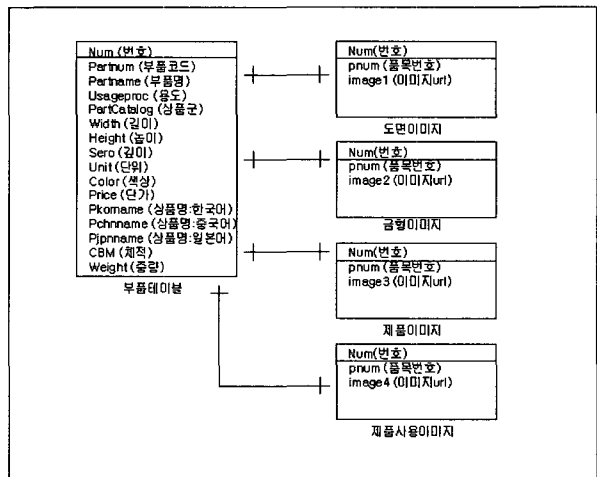 Num (번호)
Partnum (부품코드)
Partname (부품명)
Usageproc (용도)
PartCatalog (상품군)
Width (길이)
Height (높이)
Sero (깊이)
Unit (단위)
Color (색상)
Price (단가)
Pkorname (상품명:한국어)
Pchnname (상품명:중국어)
Pjpnname (상품명:일본어)
CBM (체적)
Weight (중량)
부품테이블
Num(번호)
pnum (품목번호)
image1 (이미지url)
도면이미지
Num(번호)
pnum (품목번호)
image2 (이미지url)
금형이미지
Num(번호)
pnum (품목번호)
image3 (이미지url)
제품이미지
Num(번호)
pnum (품목번호)
image4 (이미지url)
제품사용이미지